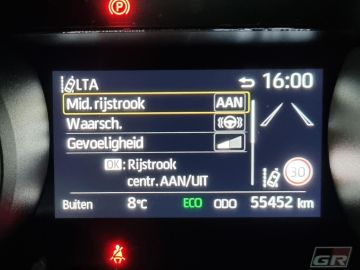 P
LTA 16:00
Mid. rijstrook AAN
Waarsch.
Gevoeligheid
OK : Rijstrook
centr. AAN/UIT
30
Buiten 8°C ECO ODO 55452 km
GR